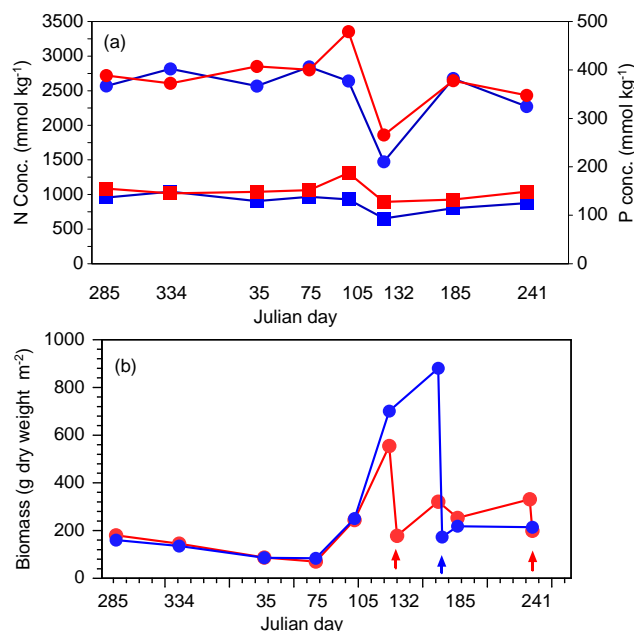 (a)
N Conc. (mmol kg⁻¹)
3500
3000
2500
2000
1500
1000
500
0
500
400
300
200
100
0
P conc. (mmol kg⁻¹)
285 334 35 75 105 132 185 241
Julian day
(b)
Biomass (g dry weight m⁻²)
1000
800
600
400
200
0
285 334 35 75 105 132 185 241
Julian day